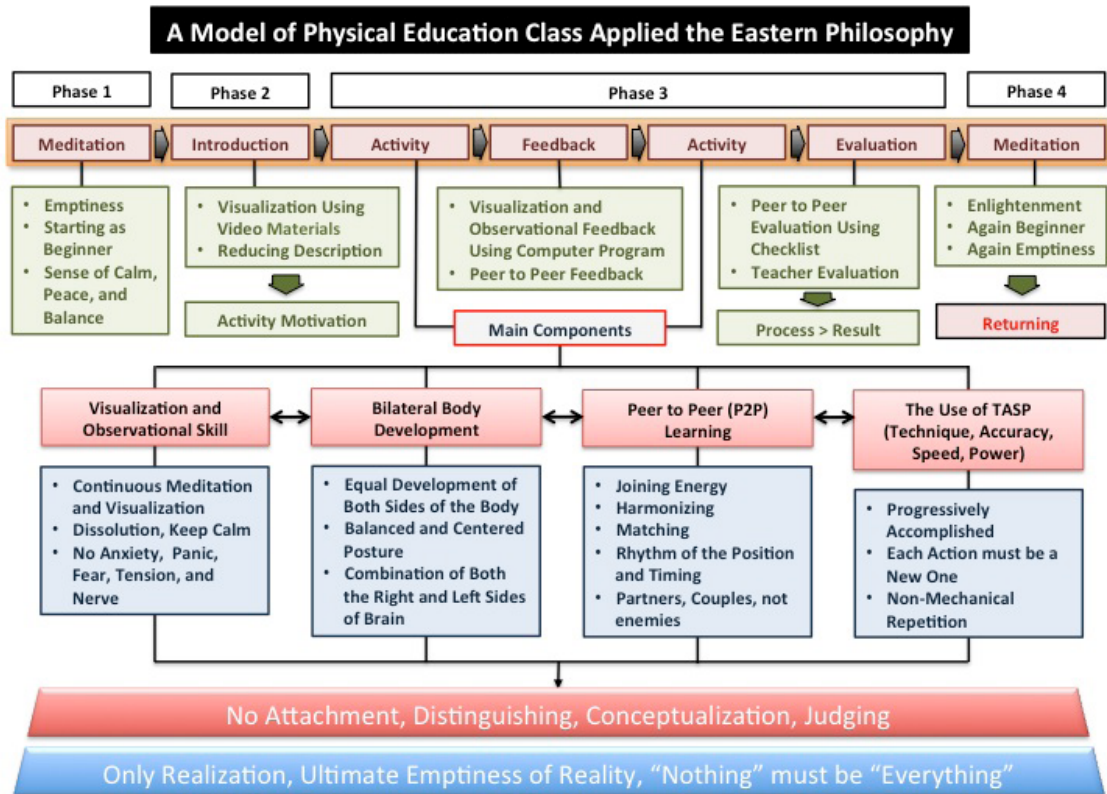 A Model of Physical Education Class Applied the Eastern Philosophy
Phase 1
Phase 2
Phase 3
Phase 4
Meditation
Introduction
Activity
Feedback
Activity
Evaluation
Meditation
• Emptiness
• Starting as
Beginner
• Sense of Calm,
Peace, and
Balance
• Visualization Using
Video Materials
• Reducing Description
Activity Motivation
• Visualization and
Observational Feedback
Using Computer Program
• Peer to Peer Feedback
• Peer to Peer
Evaluation Using
Checklist
• Teacher Evaluation
Process > Result
• Enlightenment
• Again Beginner
• Again Emptiness
Returning
Main Components
Visualization and
Observational Skill
Bilateral Body
Development
Peer to Peer (P2P)
Learning
The Use of TASP
(Technique, Accuracy,
Speed, Power)
• Continuous Meditation
and Visualization
• Dissolution, Keep Calm
• No Anxiety, Panic,
Fear, Tension, and
Nerve
• Equal Development of
Both Sides of the Body
• Balanced and Centered
Posture
• Combination of Both
the Right and Left Sides
of Brain
• Joining Energy
• Harmonizing
• Matching
• Rhythm of the Position
and Timing
• Partners, Couples, not
enemies
• Progressively
Accomplished
• Each Action must be a
New One
• Non-Mechanical
Repetition
No Attachment, Distinguishing, Conceptualization, Judging
Only Realization, Ultimate Emptiness of Reality, “Nothing” must be “Everything”